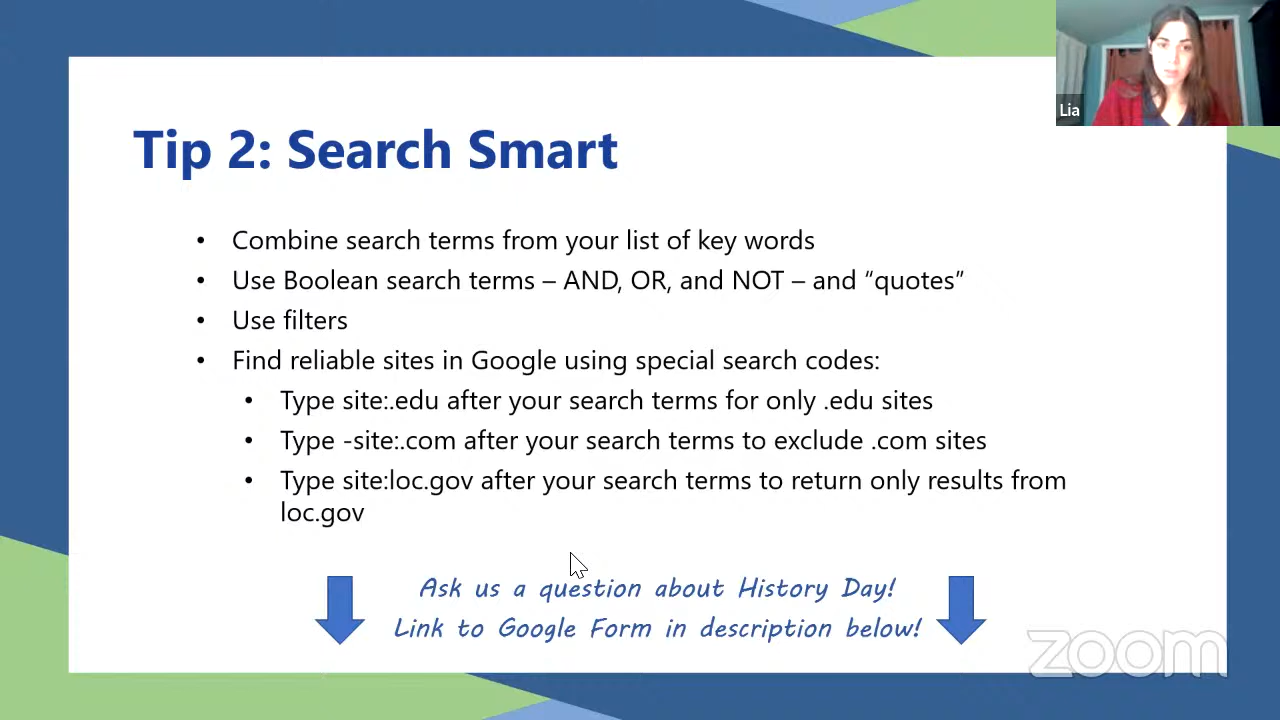 Lia
Tip 2: Search Smart
• Combine search terms from your list of key words
• Use Boolean search terms – AND, OR, and NOT – and “quotes”
• Use filters
• Find reliable sites in Google using special search codes:
• Type site:.edu after your search terms for only .edu sites
• Type -site:.com after your search terms to exclude .com sites
• Type site:loc.gov after your search terms to return only results from
loc.gov
Ask us a question about History Day!
Link to Google Form in description below!
zoom